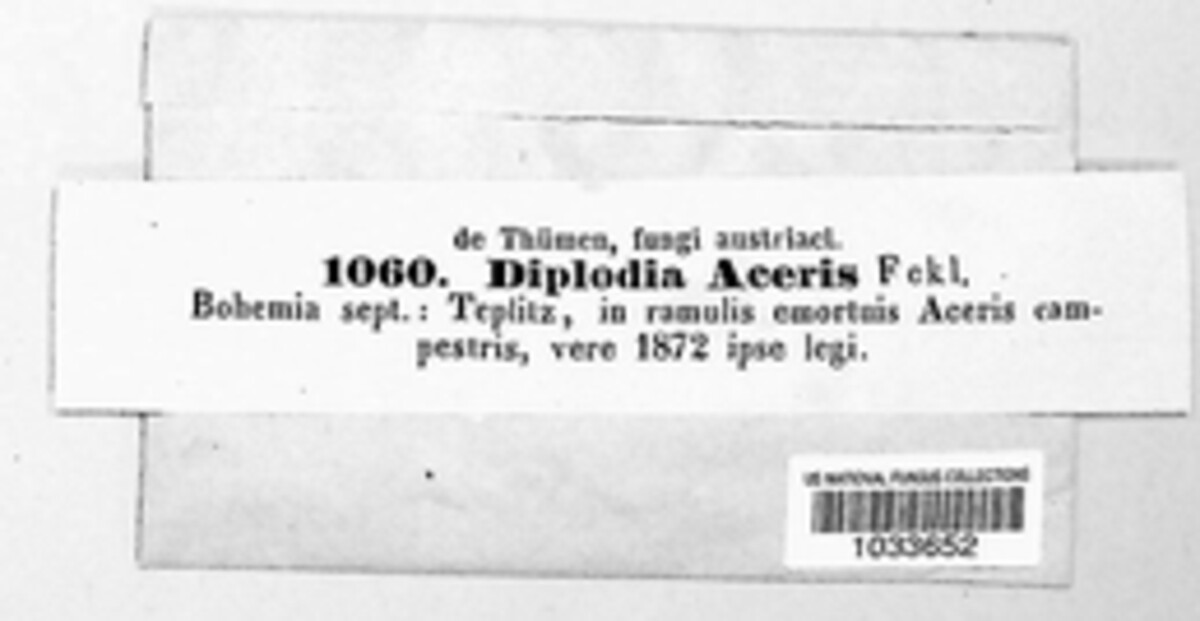 de Thümen, fungi austriaci.
1060. Diplodia Aceris Fckl.
Bohemia sept.: Teplitz, in ramulis emortuis Aceris cam-
pestris, vere 1872 ipse legi.
US NATIONAL FUNGUS COLLECTIONS
1033652